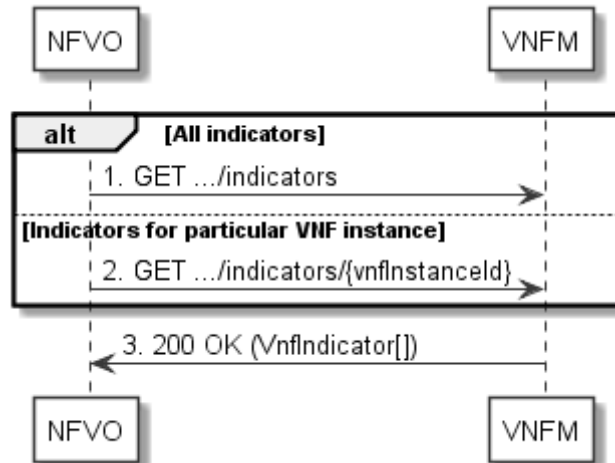 NFVO VNFM
alt [All indicators]
1. GET .../indicators
[Indicators for particular VNF instance]
2. GET .../indicators/{vnfInstanceId}
3. 200 OK (VnfIndicator[])
NFVO VNFM